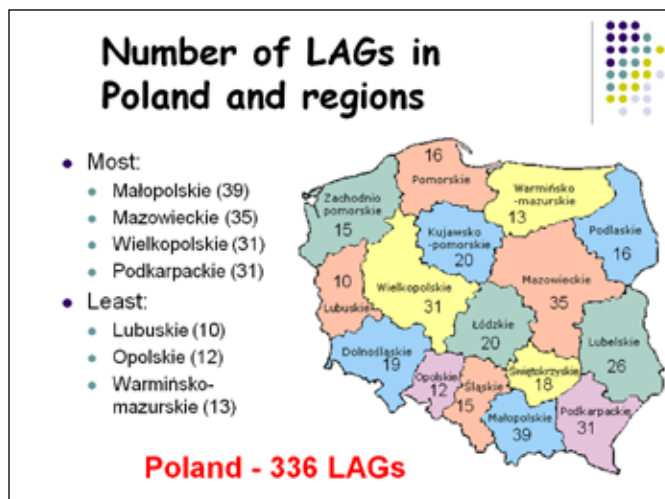 Number of LAGs in
Poland and regions
Most:
Małopolskie (39)
Mazowieckie (35)
Wielkopolskie (31)
Podkarpackie (31)
Least:
Lubuskie (10)
Opolskie (12)
Warmińsko-
mazurskie (13)
16
Pomorskie
Zachodnio
pomorskie
15
Warmińsko
-mazurskie
13
Podlaskie
16
Kujawsko
-pomorskie
20
10
Lubuskie
Wielkopolskie
31
Mazowieckie
35
Łódzkie
20
Lubelskie
26
Dolnośląskie
19
Opolskie
12
Śląskie
15
Świętokrzyskie
18
Małopolskie
39
Podkarpackie
31
Poland - 336 LAGs